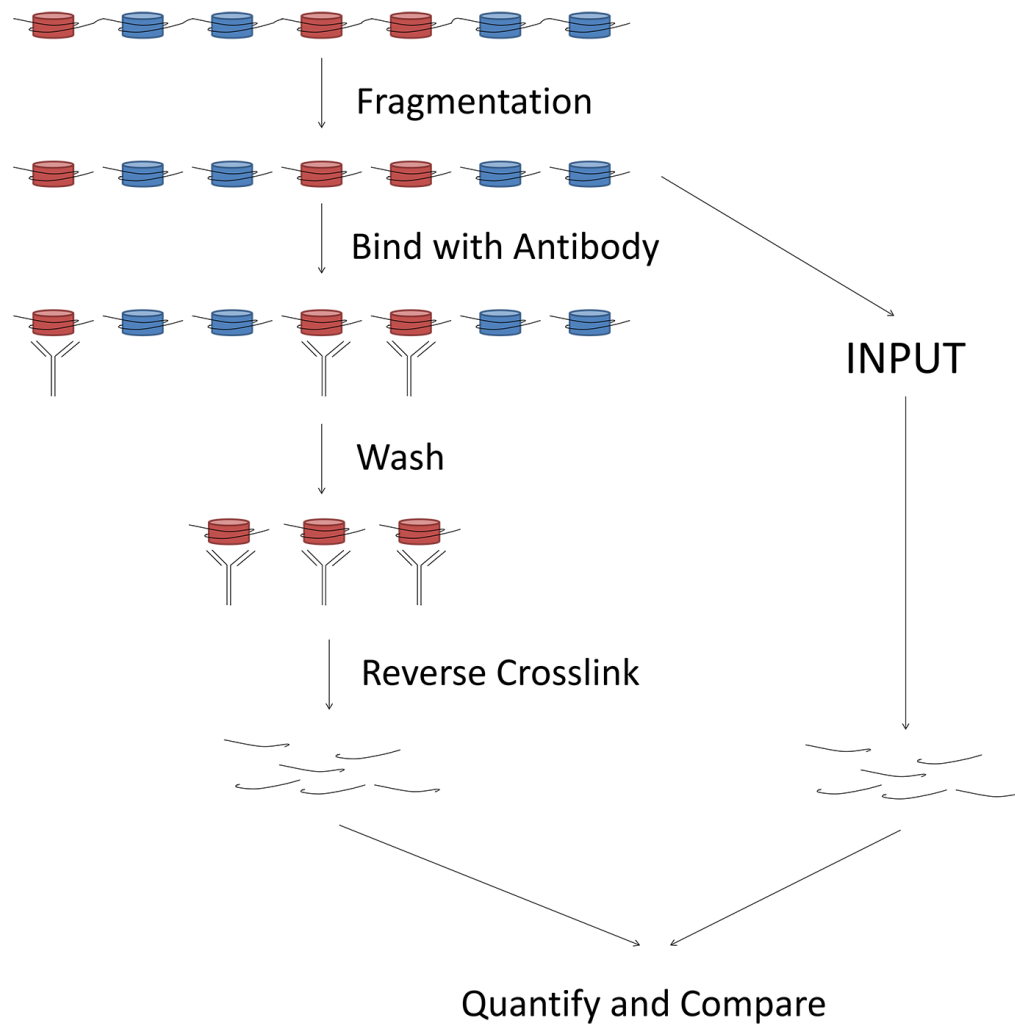 Fragmentation
Bind with Antibody
INPUT
Wash
Reverse Crosslink
Quantify and Compare